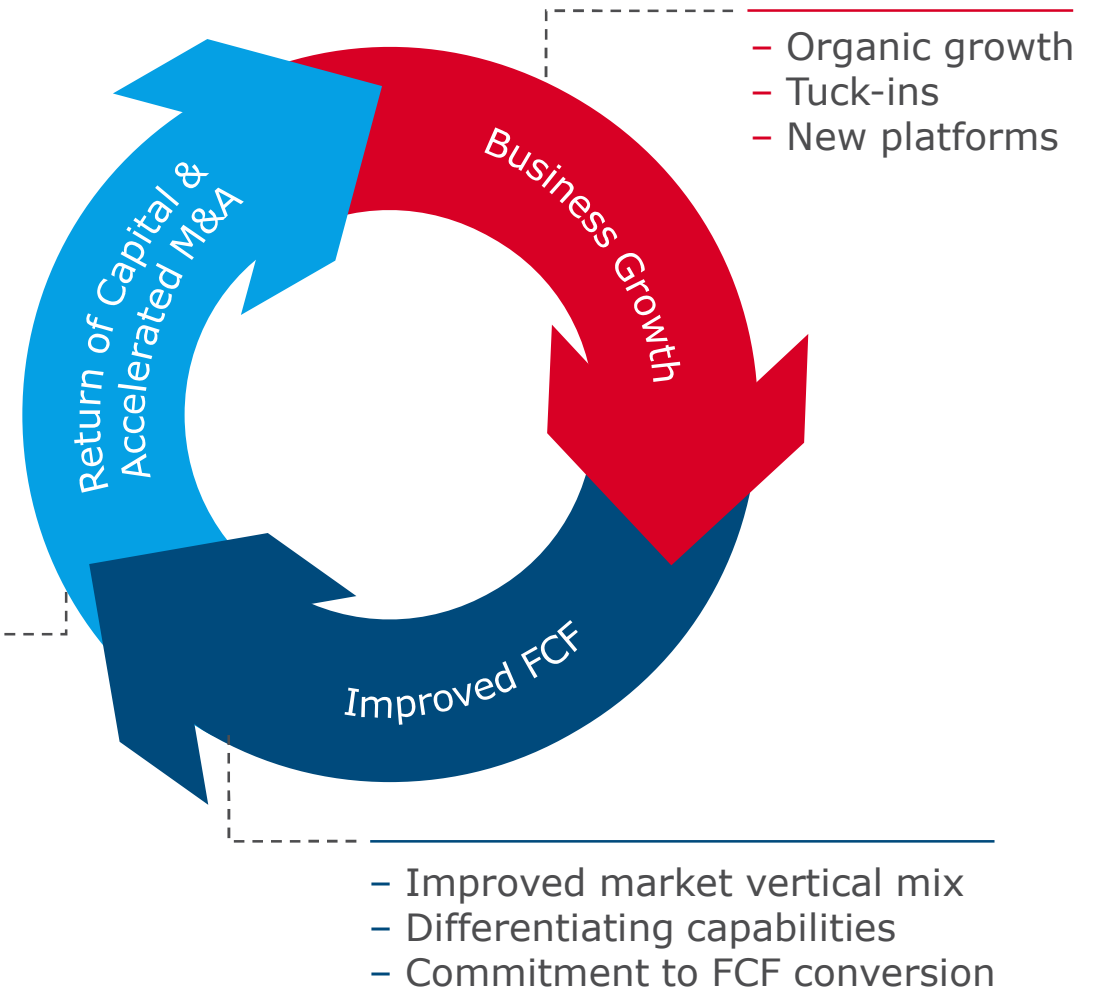 – Organic growth
– Tuck-ins
– New platforms
Business Growth
Return of Capital &
Accelerated M&A
Improved FCF
– Improved market vertical mix
– Differentiating capabilities
– Commitment to FCF conversion